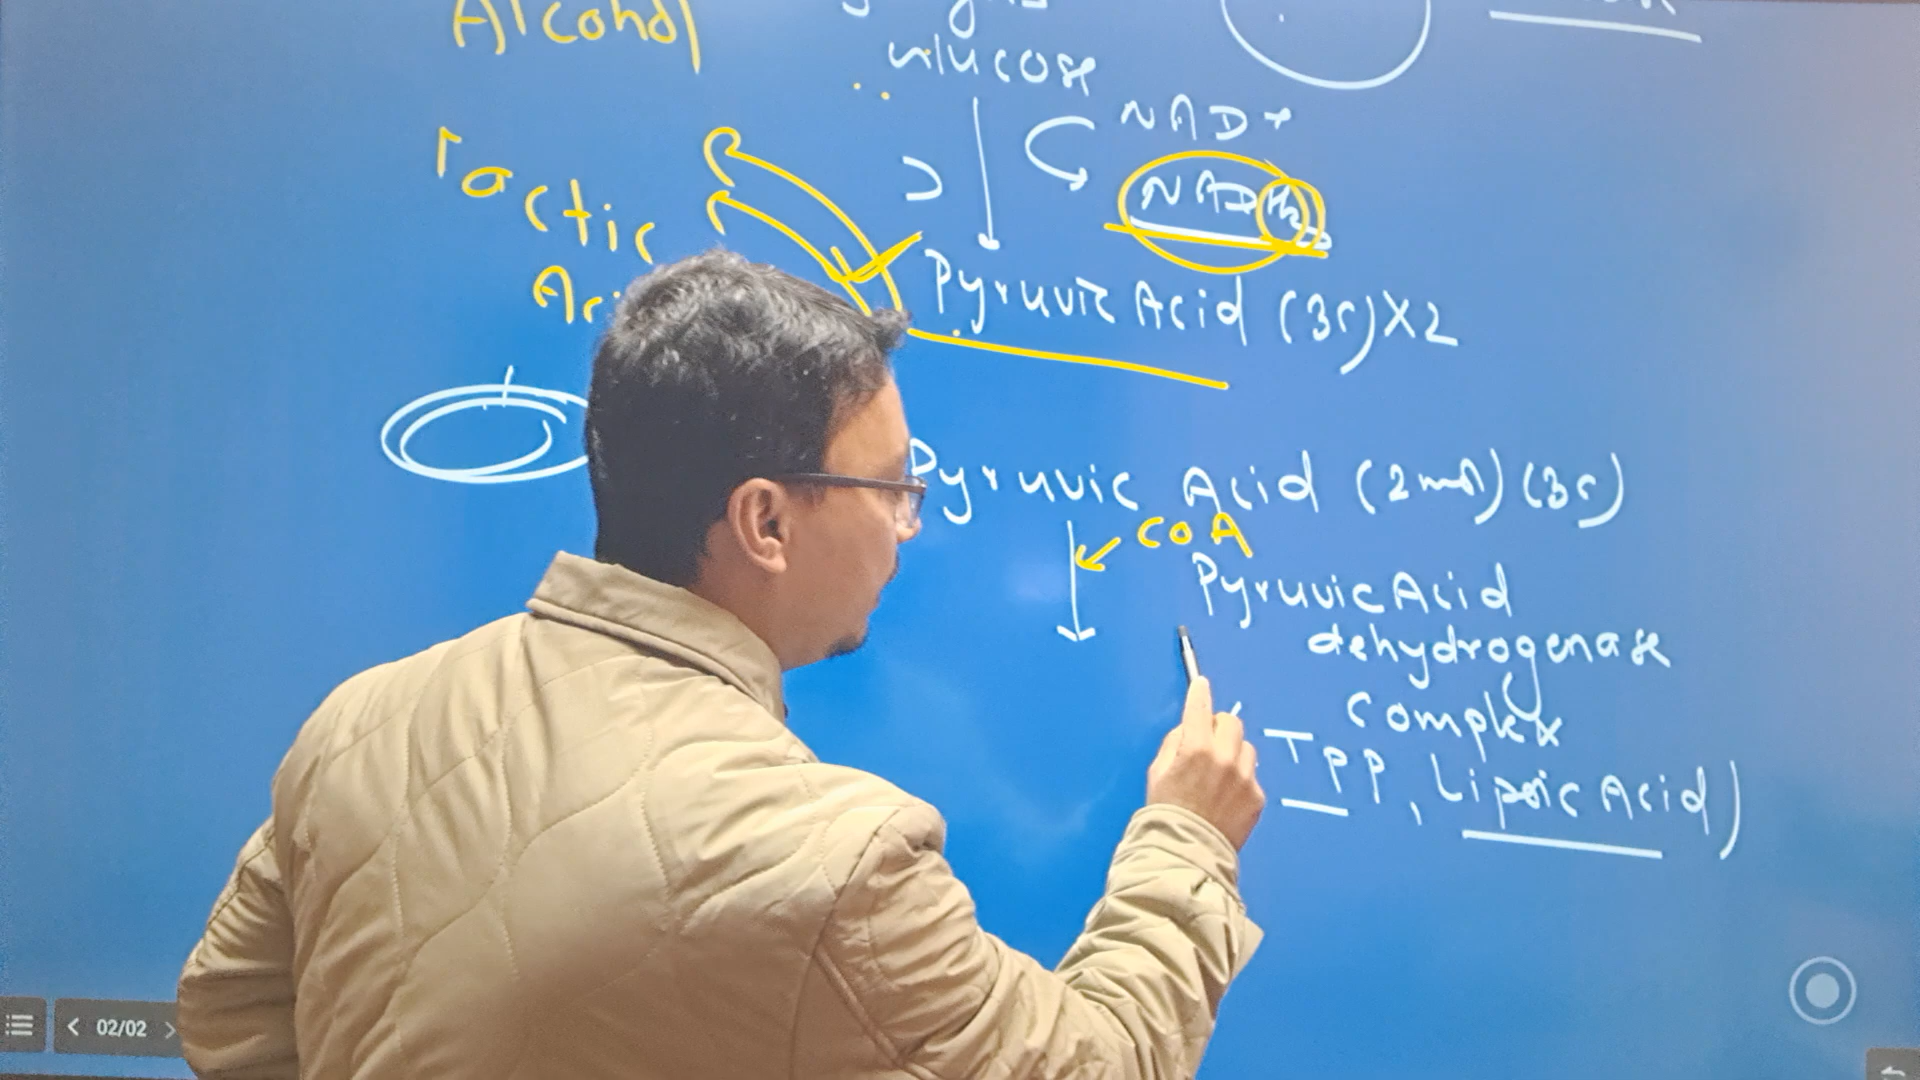 Alcohol
Glucose
NAD+
NADH2
Lactic
Pyruvic Acid (3C)X2
Pyruvic Acid (2mol) (3C)
COA
Pyruvic Acid
dehydrogenase
complex
TPP, Lipoic Acid)
02/02